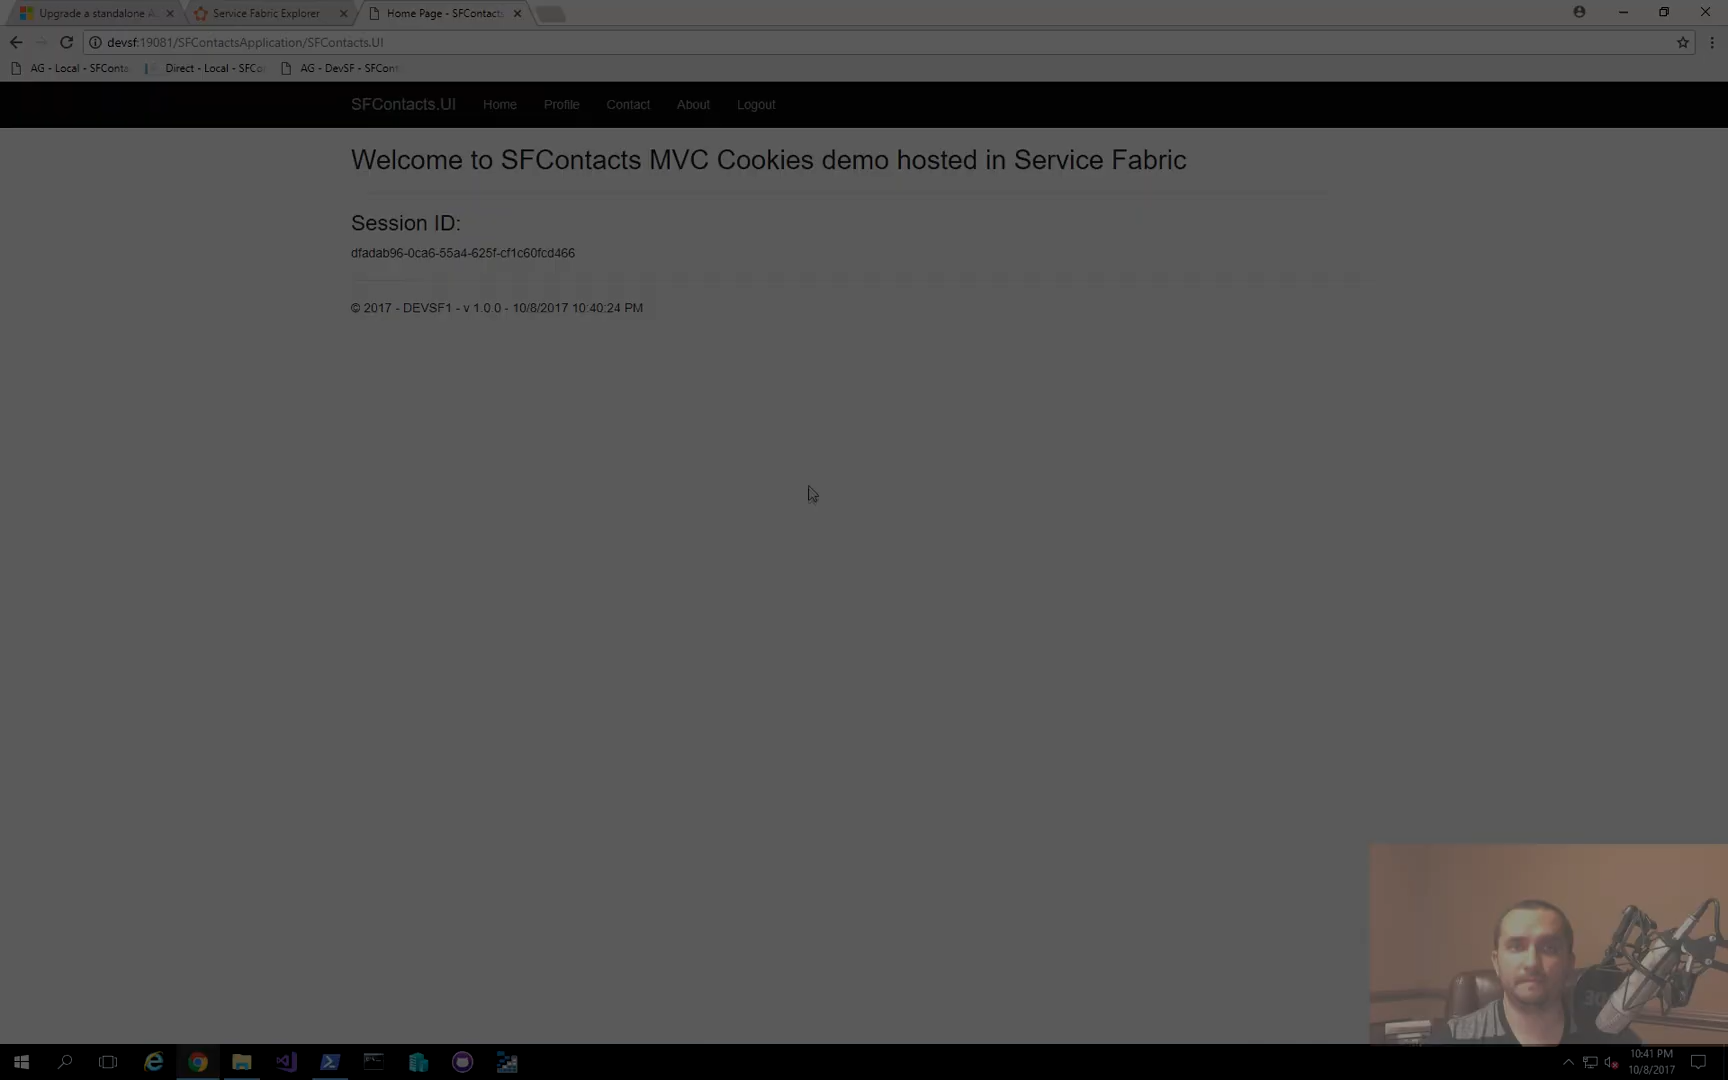 Upgrade a standalone A
Service Fabric Explorer
Home Page - SFContacts
devsf:19081/SFContactsApplication/SFContacts.UI
AG - Local - SFConta
Direct - Local - SFCo
AG - DevSF - SFCon
SFContacts.UI Home Profile Contact About Logout
Welcome to SFContacts MVC Cookies demo hosted in Service Fabric
Session ID:
dfadab96-0ca6-55a4-625f-cf1c60fcd466
© 2017 - DEVSF1 - v 1.0.0 - 10/8/2017 10:40:24 PM
10:41 PM
10/8/2017